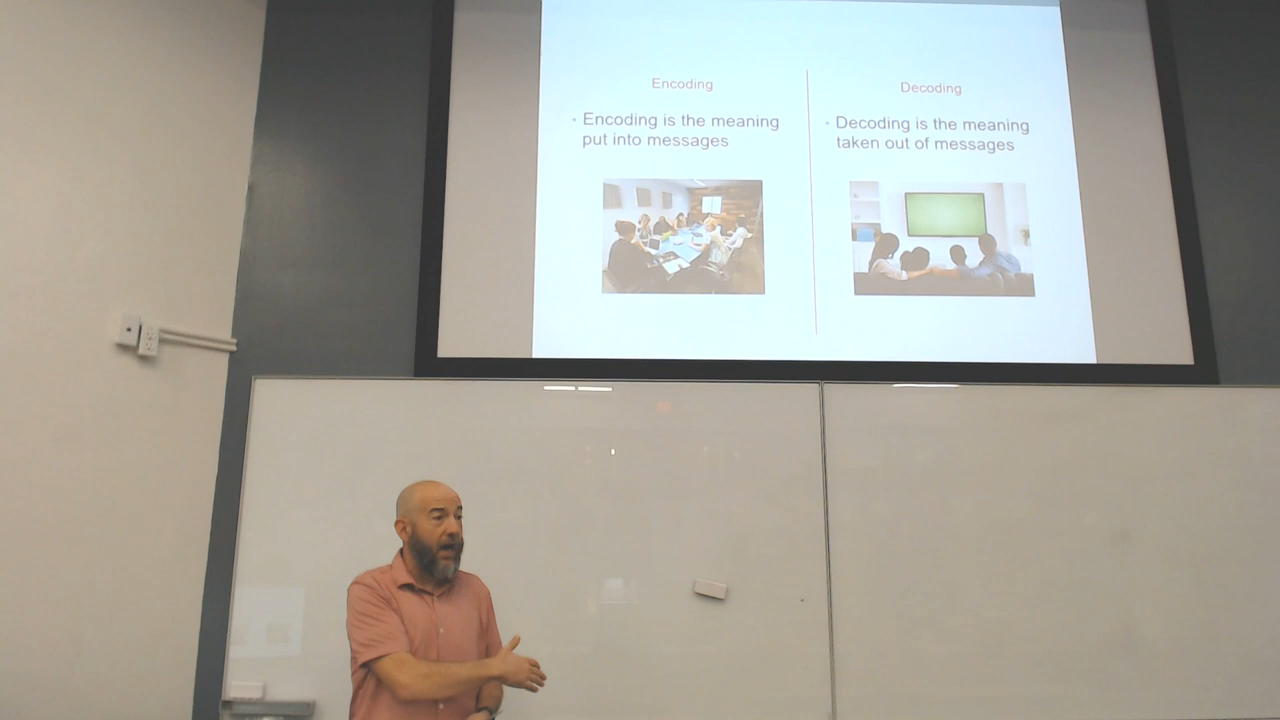 Encoding
• Encoding is the meaning
put into messages
Decoding
• Decoding is the meaning
taken out of messages